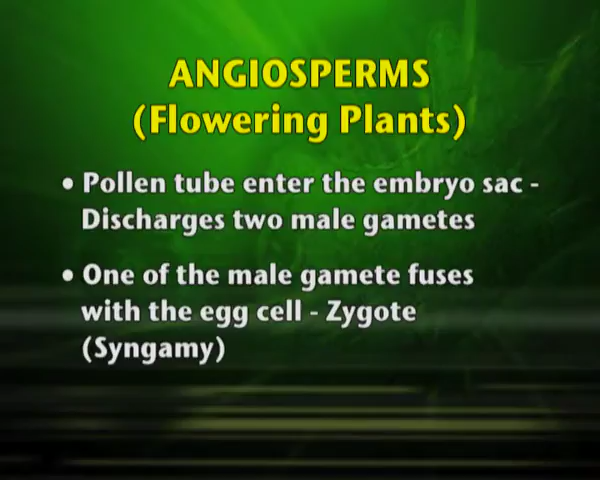 ANGIOSPERMS
(Flowering Plants)
• Pollen tube enter the embryo sac -
Discharges two male gametes
• One of the male gamete fuses
with the egg cell - Zygote
(Syngamy)